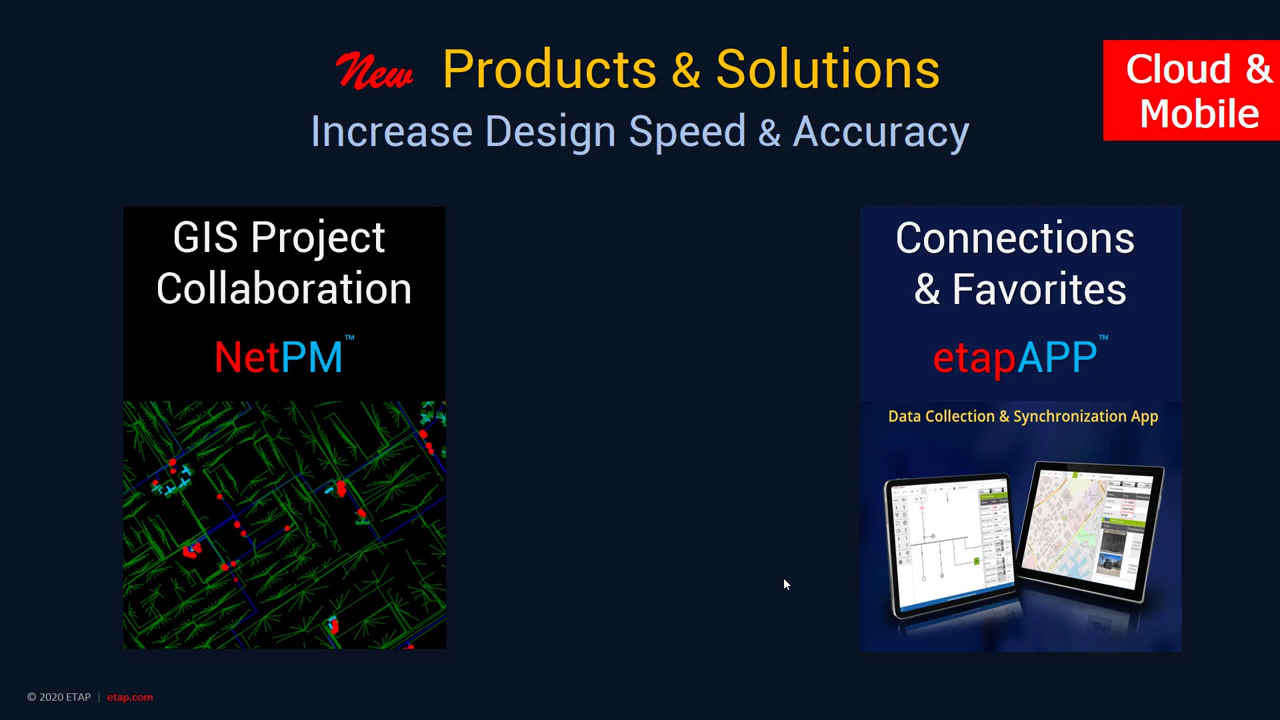 New Products & Solutions
Increase Design Speed & Accuracy
Cloud &
Mobile
GIS Project
Collaboration
NetPM™
Connections
& Favorites
etapAPP™
Data Collection & Synchronization App
© 2020 ETAP | etap.com